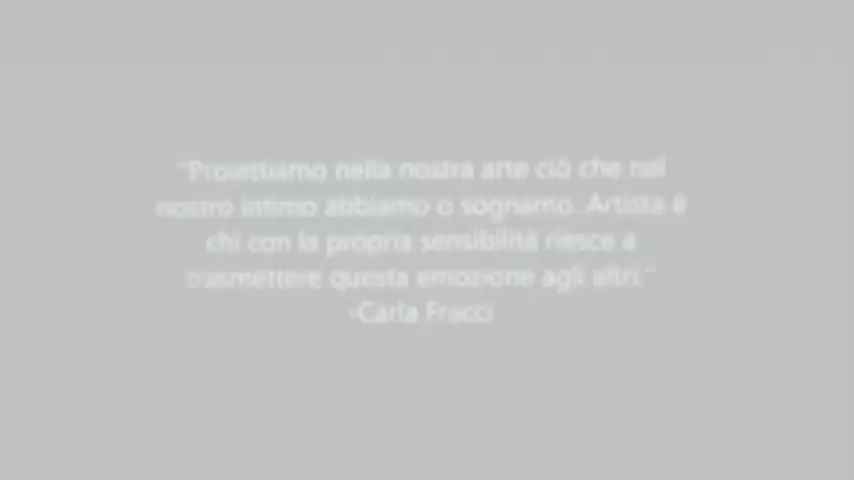 "Proiettiamo nella nostra arte ciò che nel
nostro intimo abbiamo o sognamo. Artista è
chi con la propria sensibilità riesce a
trasmettere questa emozione agli altri."
-Carla Fracci